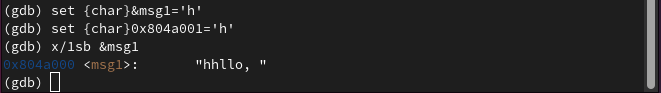 (gdb) set {char}&msg1='h'
(gdb) set {char}0x804a001='h'
(gdb) x/1sb &msg1
0x804a000 <msg1>:       "hhllo, "
(gdb)